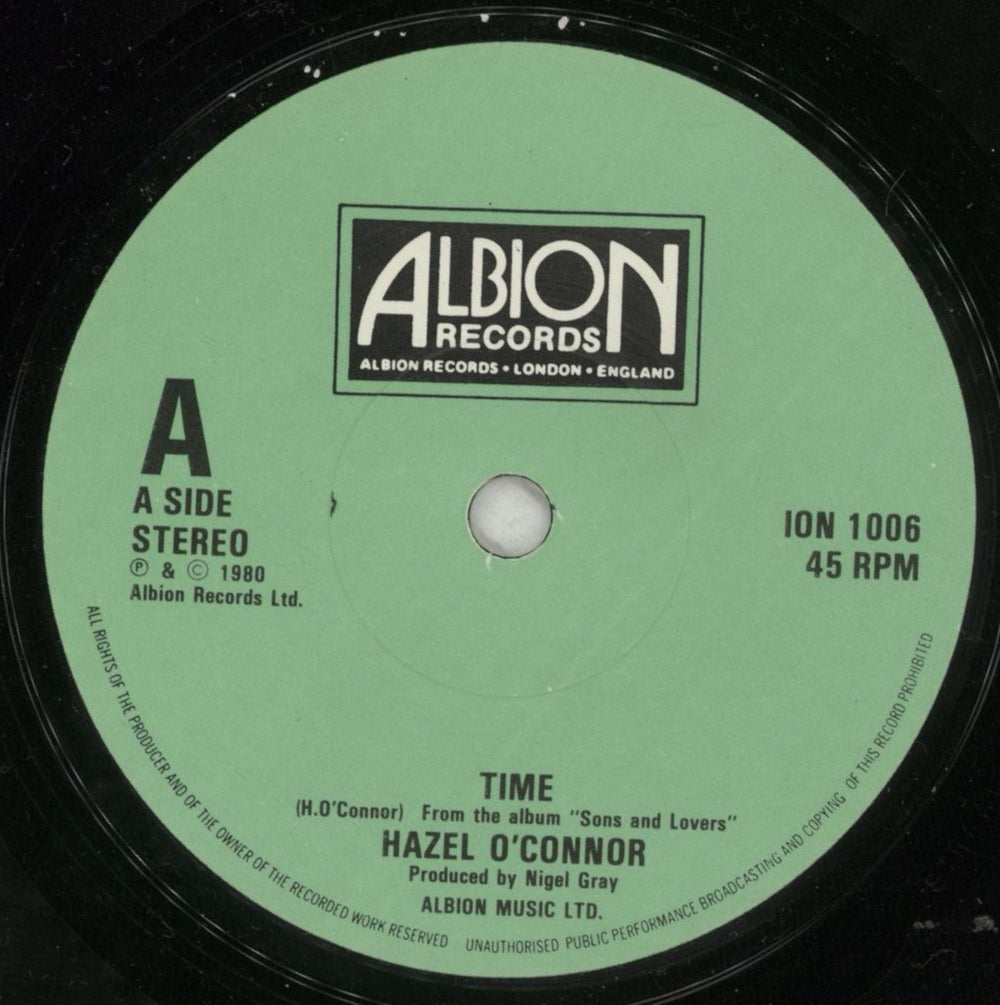 ALBION
RECORDS
ALBION RECORDS • LONDON • ENGLAND
A
A SIDE
STEREO
℗ & © 1980
Albion Records Ltd.
ION 1006
45 RPM
TIME
(H.O'Connor) From the album "Sons and Lovers"
HAZEL O'CONNOR
Produced by Nigel Gray
ALBION MUSIC LTD.
ALL RIGHTS OF THE PRODUCER AND OF THE OWNER OF THE RECORDED WORK RESERVED UNAUTHORISED PUBLIC PERFORMANCE BROADCASTING AND COPYING OF THIS RECORD PROHIBITED